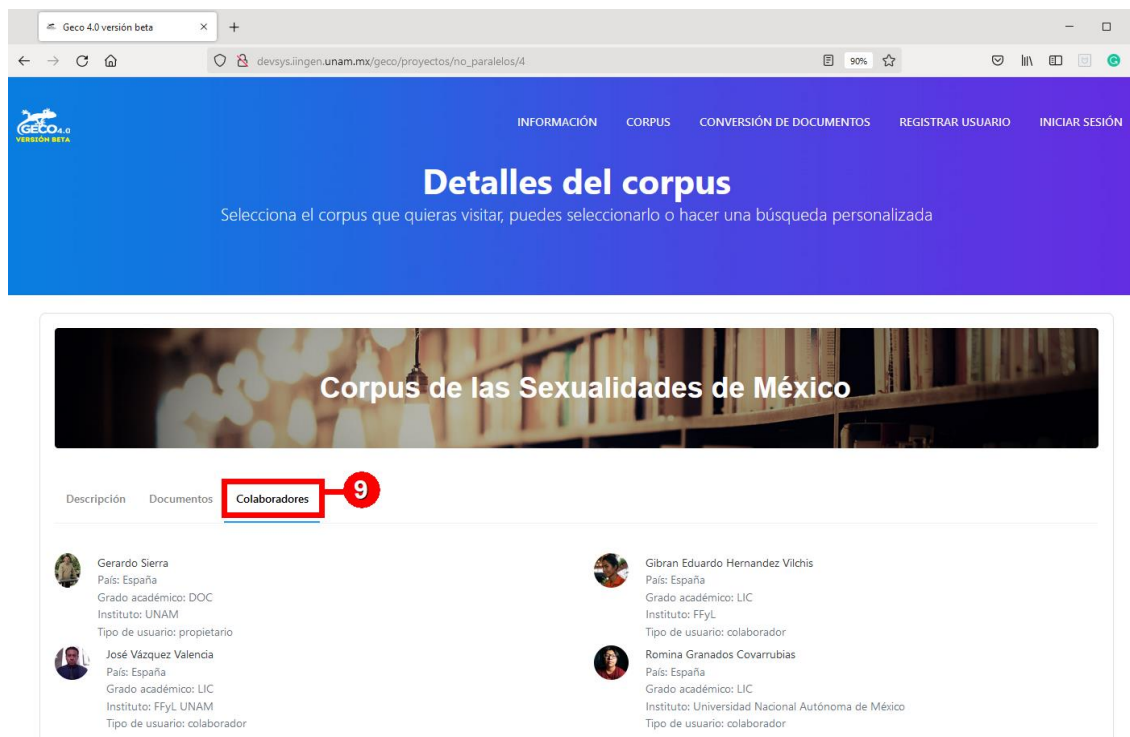 Geco 4.0 versión beta
devsys.iingen.unam.mx/geco/proyectos/no_paralelos/4
90%
GECO4.0
VERSIÓN BETA
INFORMACIÓN CORPUS CONVERSIÓN DE DOCUMENTOS REGISTRAR USUARIO INICIAR SESIÓN
Detalles del corpus
Selecciona el corpus que quieras visitar, puedes seleccionarlo o hacer una búsqueda personalizada
Corpus de las Sexualidades de México
Descripción Documentos Colaboradores 9
Gerardo Sierra
País: España
Grado académico: DOC
Instituto: UNAM
Tipo de usuario: propietario
Gibran Eduardo Hernandez Vilchis
País: España
Grado académico: LIC
Instituto: FFyL
Tipo de usuario: colaborador
José Vázquez Valencia
País: España
Grado académico: LIC
Instituto: FFyL UNAM
Tipo de usuario: colaborador
Romina Granados Covarrubias
País: España
Grado académico: LIC
Instituto: Universidad Nacional Autónoma de México
Tipo de usuario: colaborador